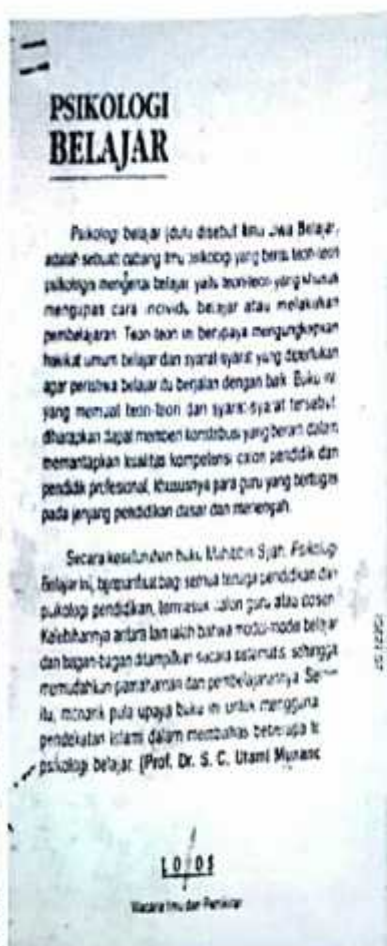 PSIKOLOGI
BELAJAR
Psikologi belajar (dulu disebut Ilmu Jiwa Belajar,
adalah sebuah cabang ilmu psikologi yang berisi teori-teori
psikologis mengenai belajar yaitu teori-teori yang khusus
mengupas cara individu belajar atau melakukan
pembelajaran. Teori-teori ini berupaya mengungkapkan
hakikat umum belajar dan syarat-syarat yang diperlukan
agar peristiwa belajar itu berjalan dengan baik. Buku ini
yang memuat teori-teori dan syarat-syarat tersebut
diharapkan dapat memberi kontribusi yang berarti dalam
memantapkan kualitas kompetensi calon pendidik dan
pendidik profesional, khususnya para guru yang bertugas
pada jenjang pendidikan dasar dan menengah.
Secara keseluruhan buku Muhibbin Syah, Psikologi
Belajar ini, bermanfaat bagi semua tenaga pendidikan dan
psikologi pendidikan, termasuk calon guru atau dosen.
Kelebihannya antara lain ialah bahwa model-model belajar
dan bagan-bagan ditampilkan secara sistematis, sehingga
memudahkan pemahaman dan pembelajarannya.
itu, menarik pula upaya buku ini untuk mengguna
pendekatan islami dalam membahas beberapa
psikologi belajar. (Prof. Dr. S. C. Utami Munand
LOGOS
Wacana Ilmu dan Pemikiran